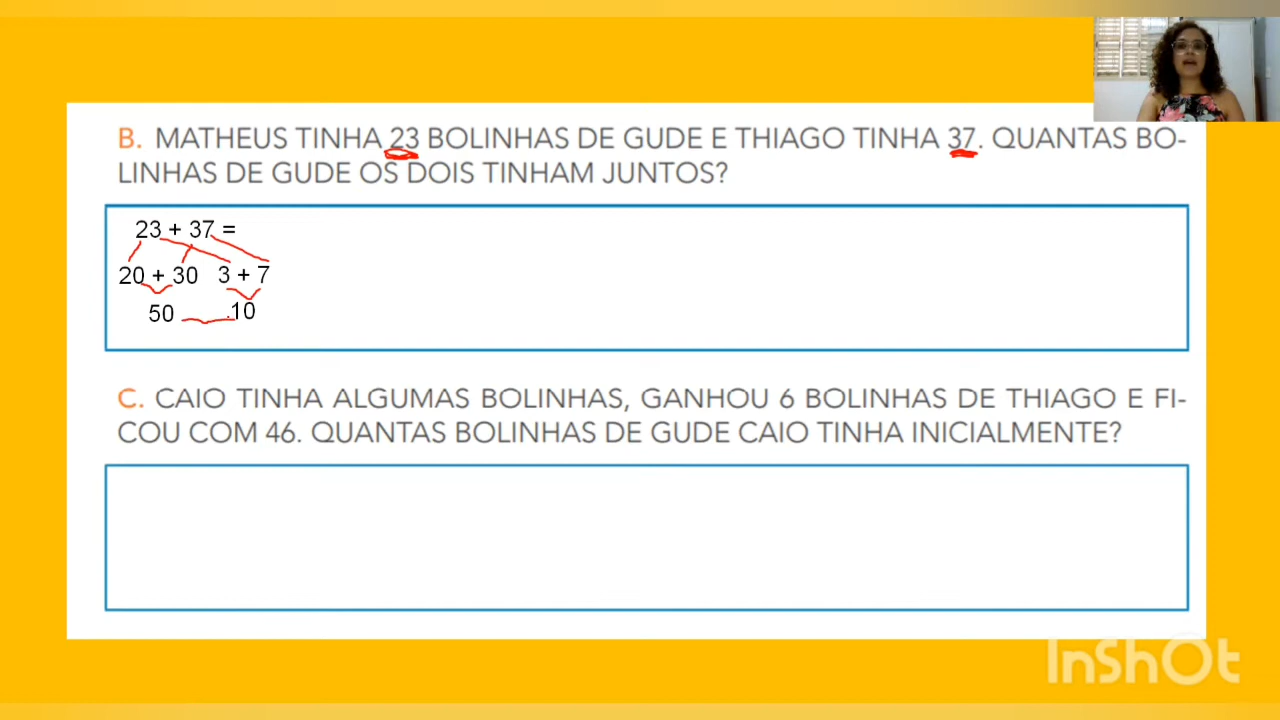 B. MATHEUS TINHA 23 BOLINHAS DE GUDE E THIAGO TINHA 37. QUANTAS BO-
LINHAS DE GUDE OS DOIS TINHAM JUNTOS?
23 + 37 =
20 + 30 3 + 7
50 10
C. CAIO TINHA ALGUMAS BOLINHAS, GANHOU 6 BOLINHAS DE THIAGO E FI-
COU COM 46. QUANTAS BOLINHAS DE GUDE CAIO TINHA INICIALMENTE?
InShOt